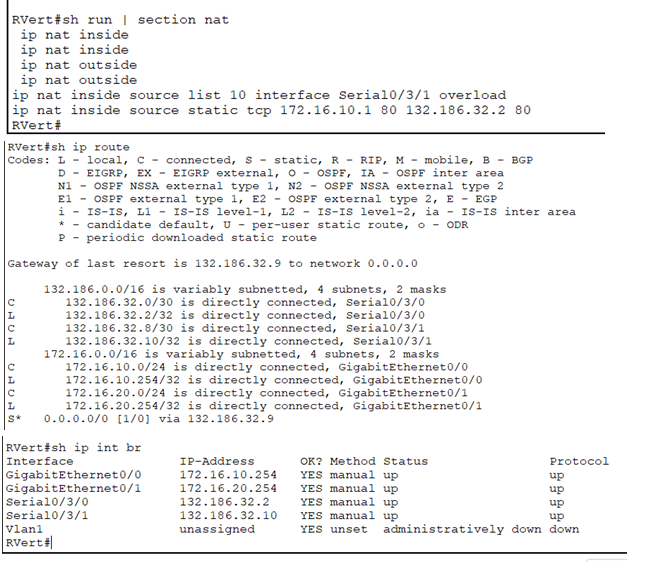 RVert#sh run | section nat
ip nat inside
ip nat inside
ip nat outside
ip nat outside
ip nat inside source list 10 interface Serial0/3/1 overload
ip nat inside source static tcp 172.16.10.1 80 132.186.32.2 80
RVert#
RVert#sh ip route
Codes: L - local, C - connected, S - static, R - RIP, M - mobile, B - BGP
D - EIGRP, EX - EIGRP external, O - OSPF, IA - OSPF inter area
N1 - OSPF NSSA external type 1, N2 - OSPF NSSA external type 2
E1 - OSPF external type 1, E2 - OSPF external type 2, E - EGP
i - IS-IS, L1 - IS-IS level-1, L2 - IS-IS level-2, ia - IS-IS inter area
* - candidate default, U - per-user static route, o - ODR
P - periodic downloaded static route
Gateway of last resort is 132.186.32.9 to network 0.0.0.0
132.186.0.0/16 is variably subnetted, 4 subnets, 2 masks
C 132.186.32.0/30 is directly connected, Serial0/3/0
L 132.186.32.2/32 is directly connected, Serial0/3/0
C 132.186.32.8/30 is directly connected, Serial0/3/1
L 132.186.32.10/32 is directly connected, Serial0/3/1
172.16.0.0/16 is variably subnetted, 4 subnets, 2 masks
C 172.16.10.0/24 is directly connected, GigabitEthernet0/0
L 172.16.10.254/32 is directly connected, GigabitEthernet0/0
C 172.16.20.0/24 is directly connected, GigabitEthernet0/1
L 172.16.20.254/32 is directly connected, GigabitEthernet0/1
S* 0.0.0.0/0 [1/0] via 132.186.32.9
RVert#sh ip int br
Interface IP-Address OK? Method Status Protocol
GigabitEthernet0/0 172.16.10.254 YES manual up up
GigabitEthernet0/1 172.16.20.254 YES manual up up
Serial0/3/0 132.186.32.2 YES manual up up
Serial0/3/1 132.186.32.10 YES manual up up
Vlan1 unassigned YES unset administratively down down
RVert#